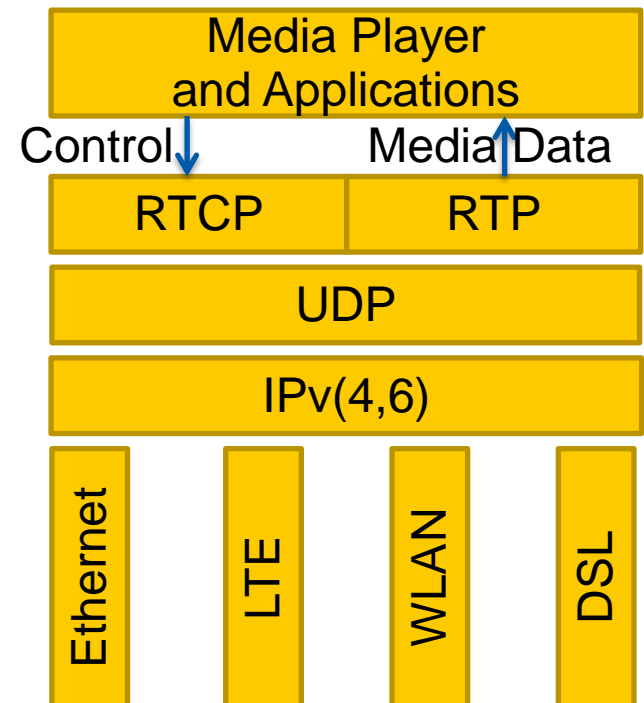 Media Player
and Applications
Control
Media Data
RTCP
RTP
UDP
IPv(4,6)
Ethernet
LTE
WLAN
DSL